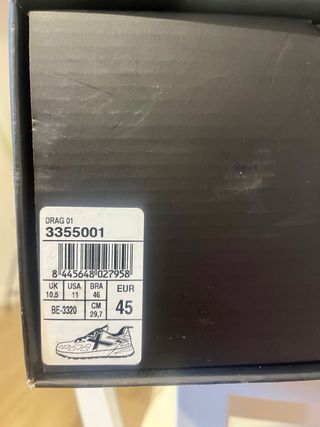 DRAG 01
3355001
8 445648 027958
UK USA BRA EUR
10,5 11 46 45
BE-3320 CM 29,7